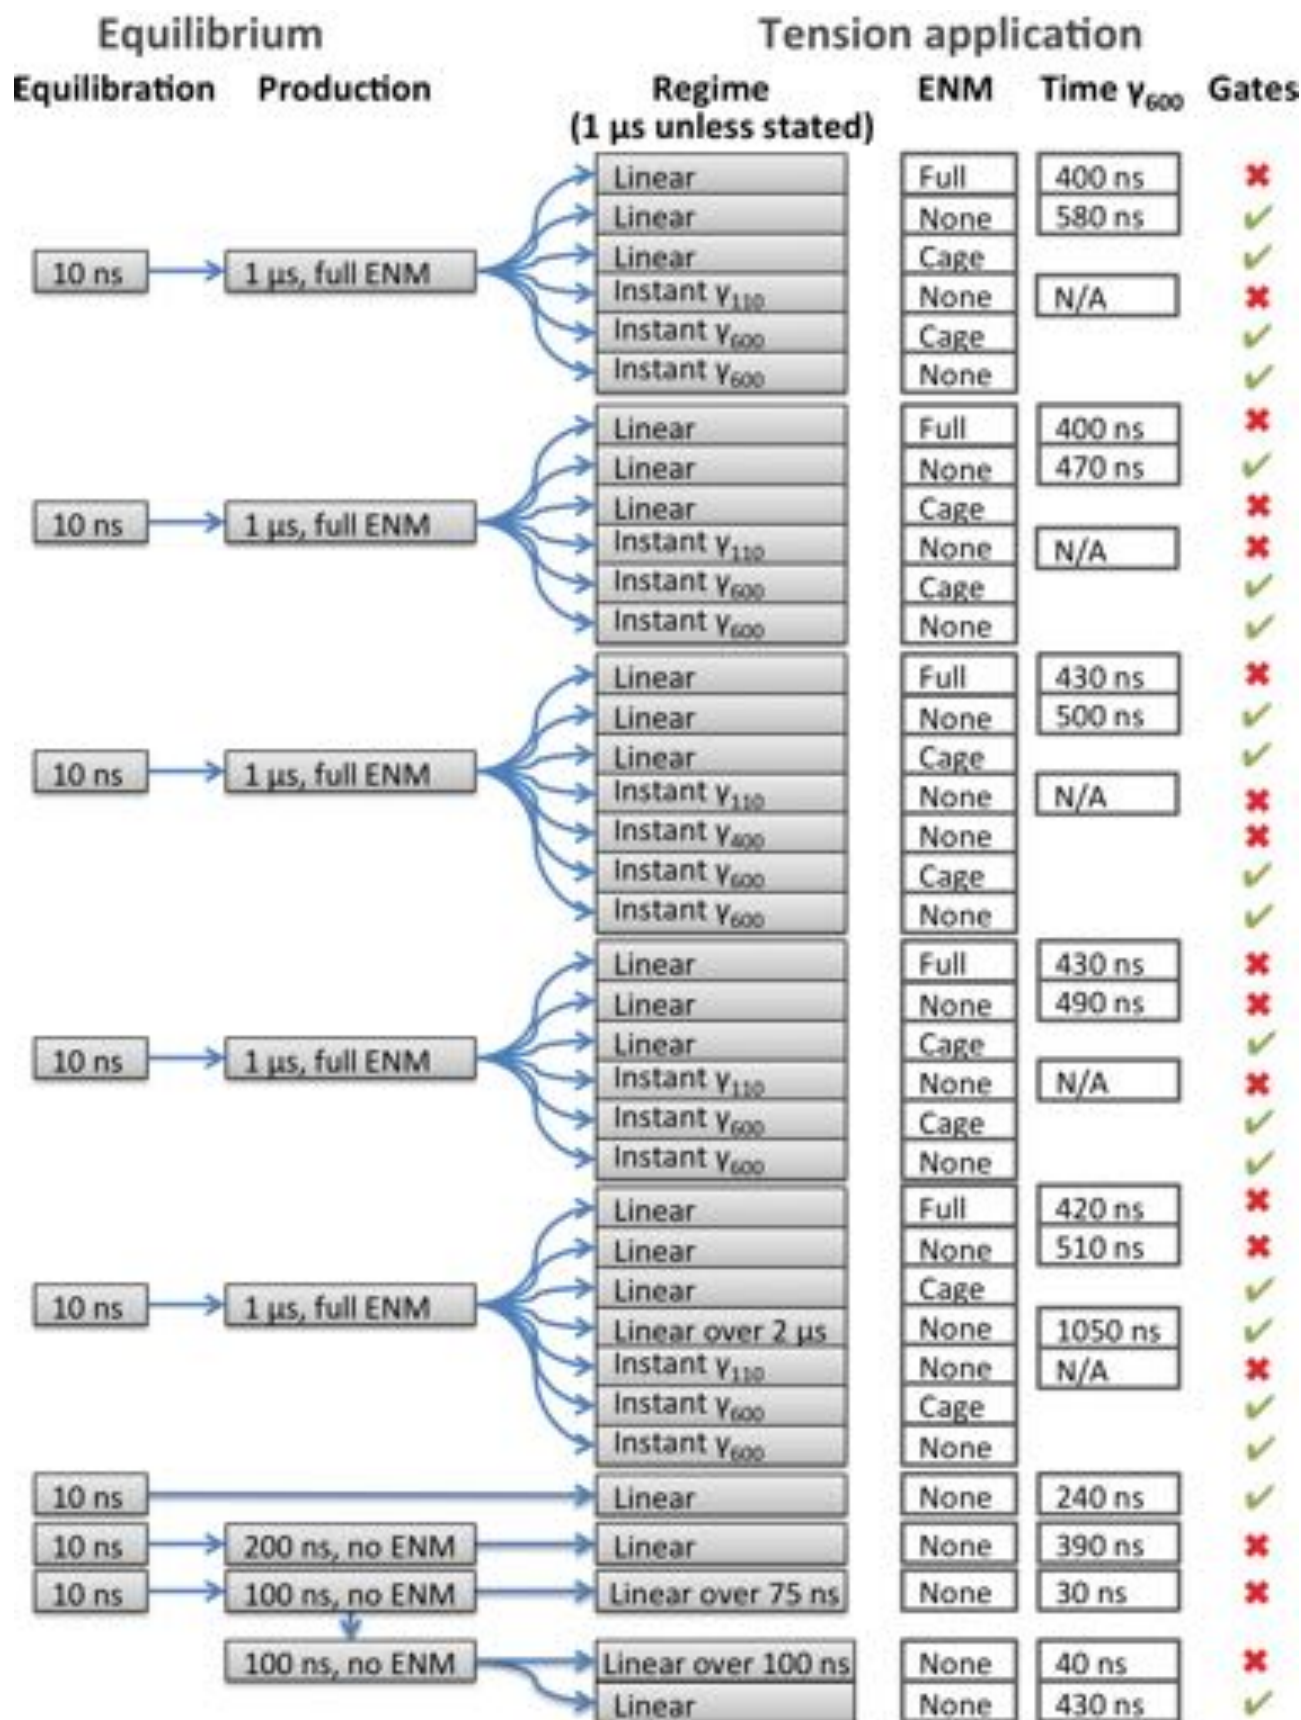 Equilibrium Tension application
Equilibration Production Regime ENM Time γ600 Gates
(1 µs unless stated)
Linear Full 400 ns ✖
Linear None 580 ns ✓
Linear Cage ✓
10 ns 1 µs, full ENM
Instant γ110 None N/A ✖
Instant γ600 Cage ✓
Instant γ600 None ✓
Linear Full 400 ns ✖
Linear None 470 ns ✓
Linear Cage ✖
10 ns 1 µs, full ENM
Instant γ110 None N/A ✖
Instant γ600 Cage ✓
Instant γ600 None ✓
Linear Full 430 ns ✖
Linear None 500 ns ✓
Linear Cage ✓
10 ns 1 µs, full ENM
Instant γ110 None N/A ✖
Instant γ400 None ✖
Instant γ600 Cage ✓
Instant γ600 None ✓
Linear Full 430 ns ✖
Linear None 490 ns ✖
Linear Cage ✓
10 ns 1 µs, full ENM
Instant γ110 None N/A ✖
Instant γ600 Cage ✓
Instant γ600 None ✓
Linear Full 420 ns ✖
Linear None 510 ns ✖
Linear Cage ✓
10 ns 1 µs, full ENM
Linear over 2 µs None 1050 ns ✓
Instant γ110 None N/A ✖
Instant γ600 Cage ✓
Instant γ600 None ✓
10 ns Linear None 240 ns ✓
10 ns 200 ns, no ENM Linear None 390 ns ✖
10 ns 100 ns, no ENM Linear over 75 ns None 30 ns ✖
100 ns, no ENM Linear over 100 ns None 40 ns ✖
Linear None 430 ns ✓